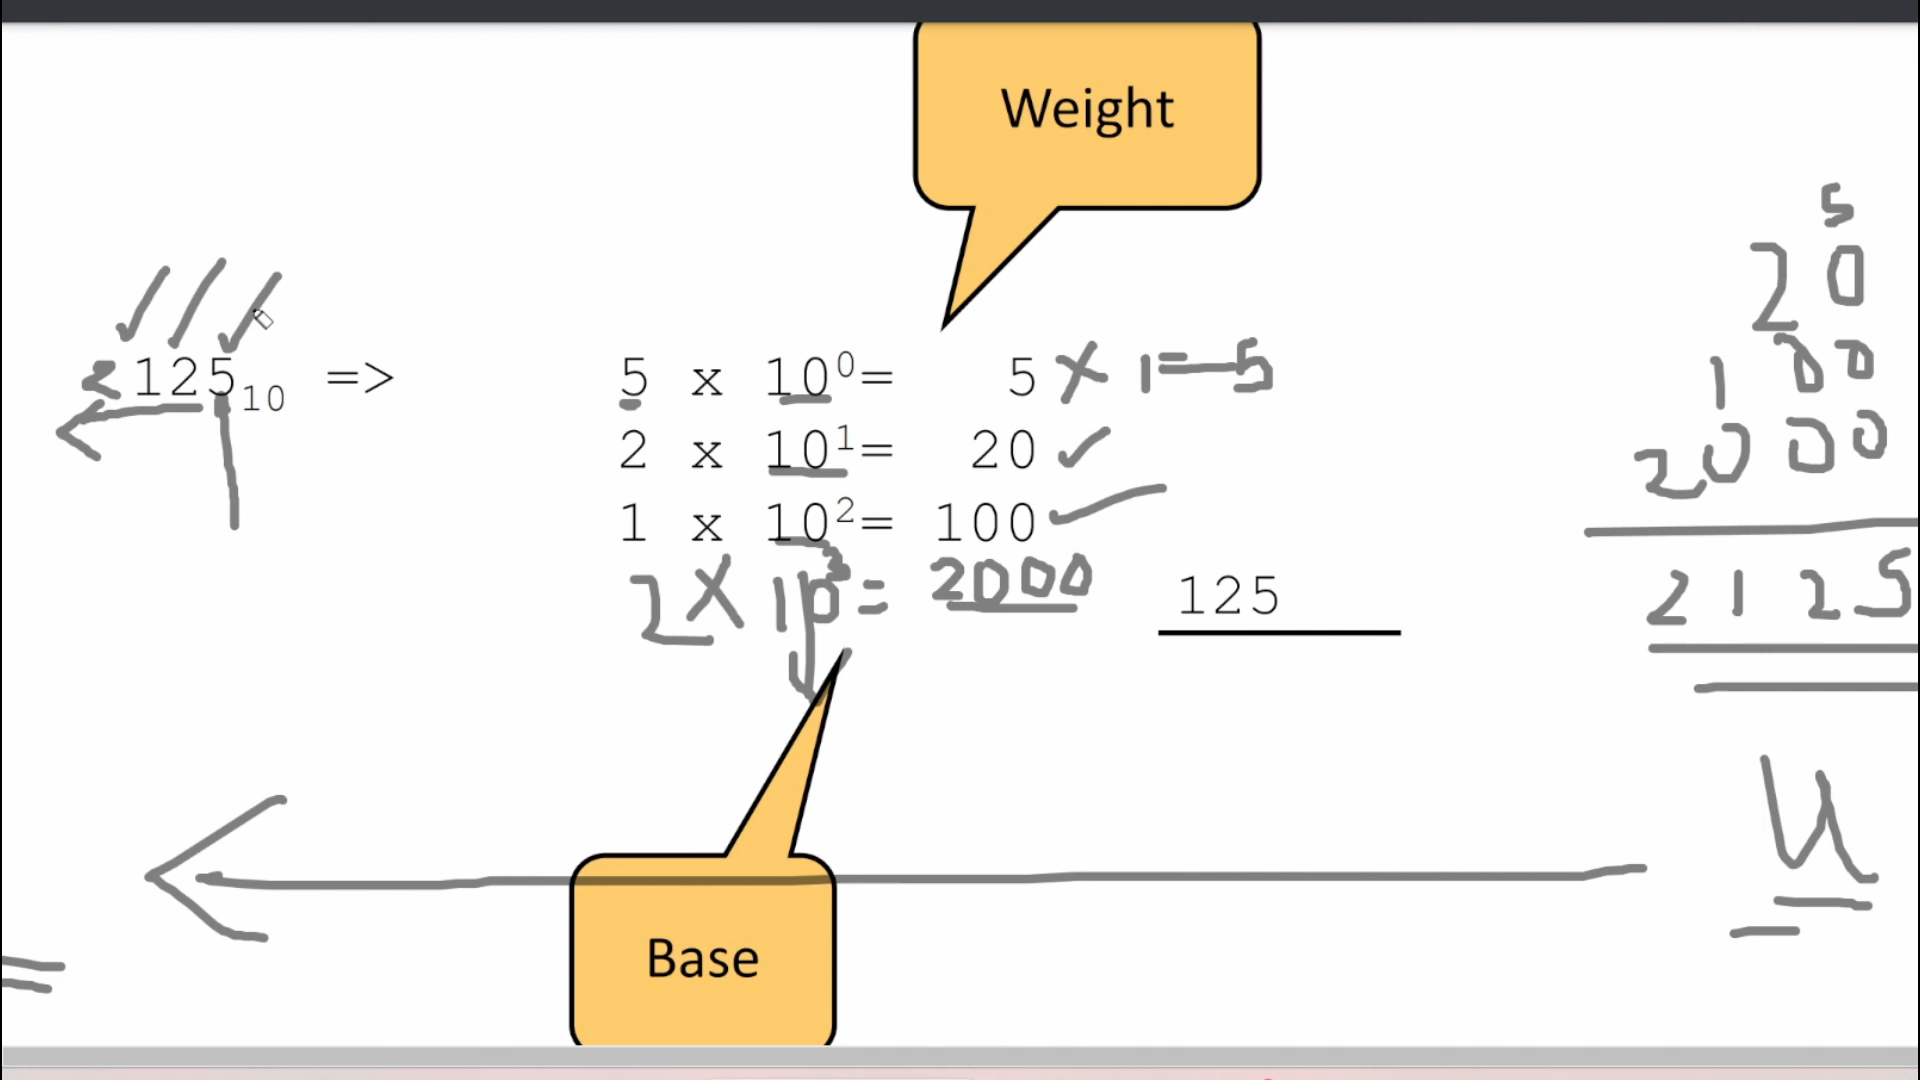 Weight
2 125₁₀ => 5 x 10⁰= 5 X 1 = 5
2 x 10¹= 20
1 x 10²= 100
2 X 10³ = 2000
125
Base
5
20
100
2000
2125